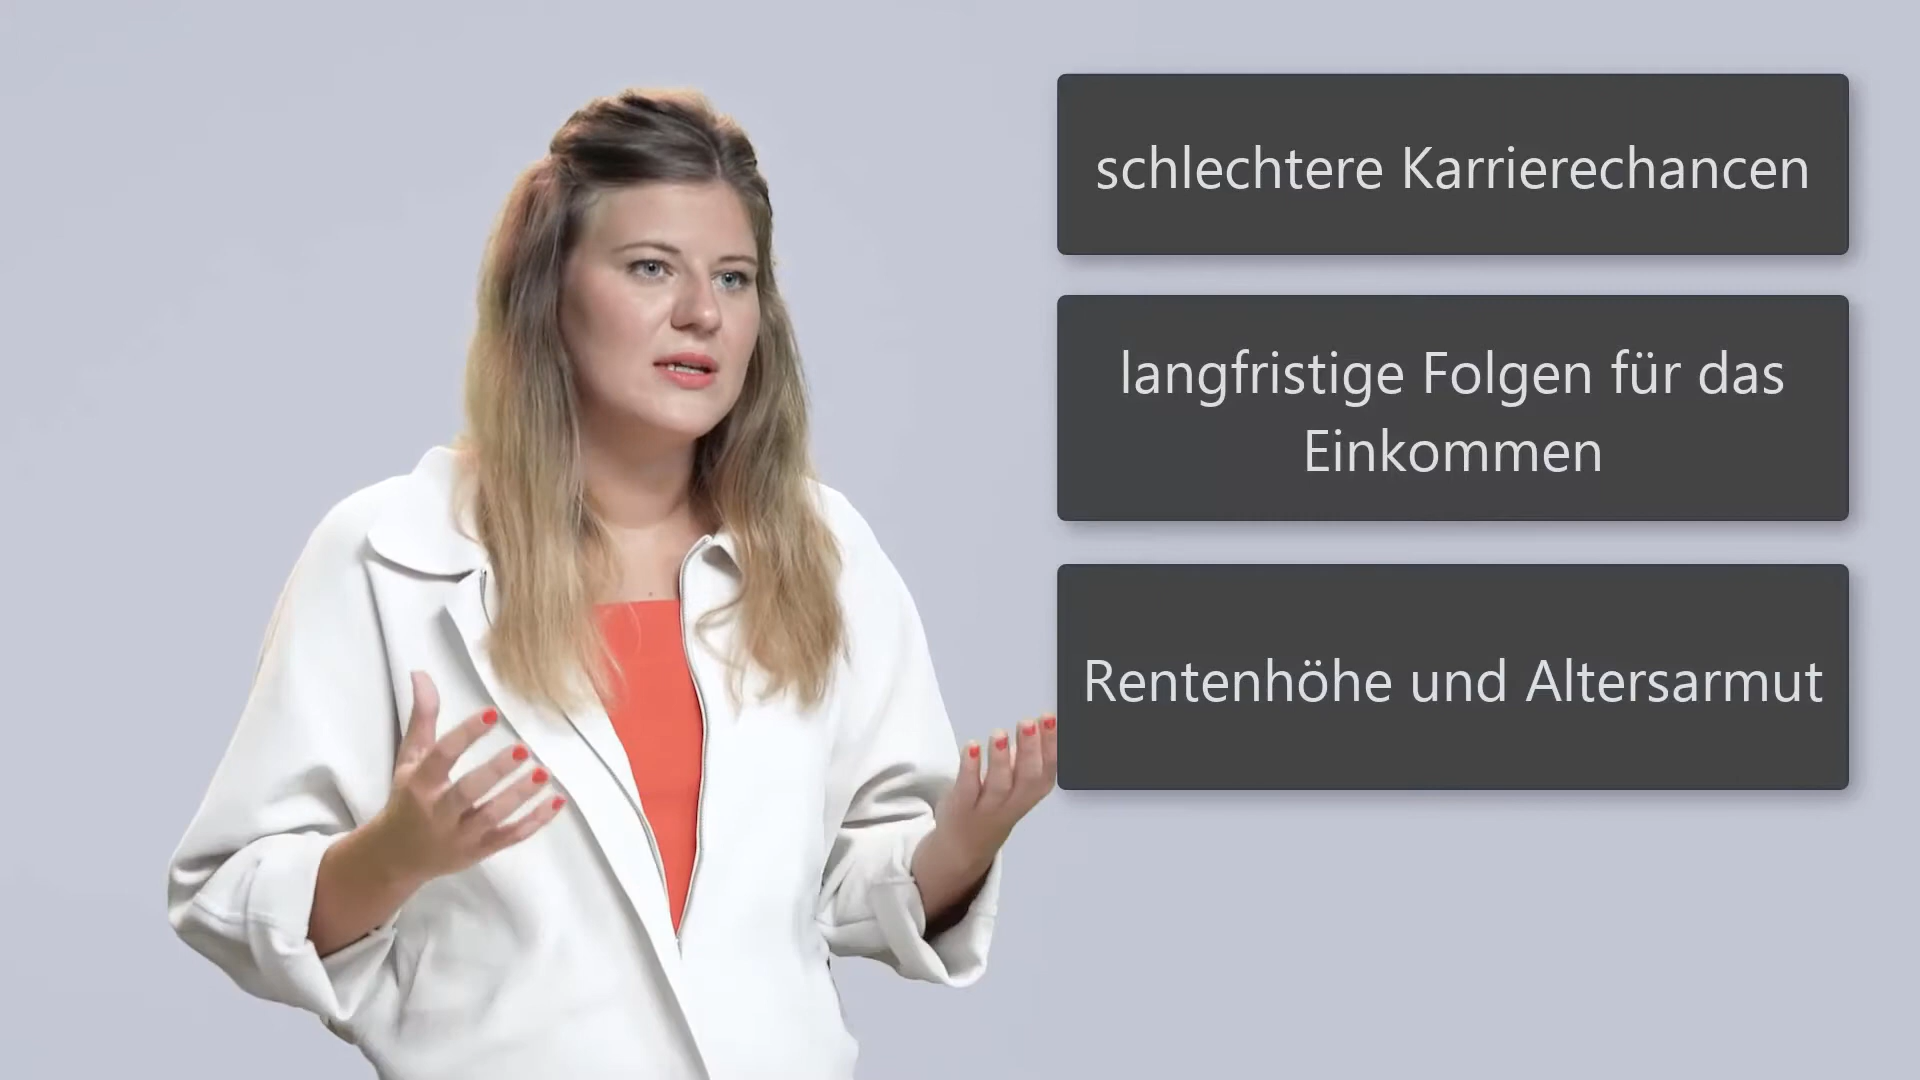 schlechtere Karrierechancen
langfristige Folgen für das
Einkommen
Rentenhöhe und Altersarmut